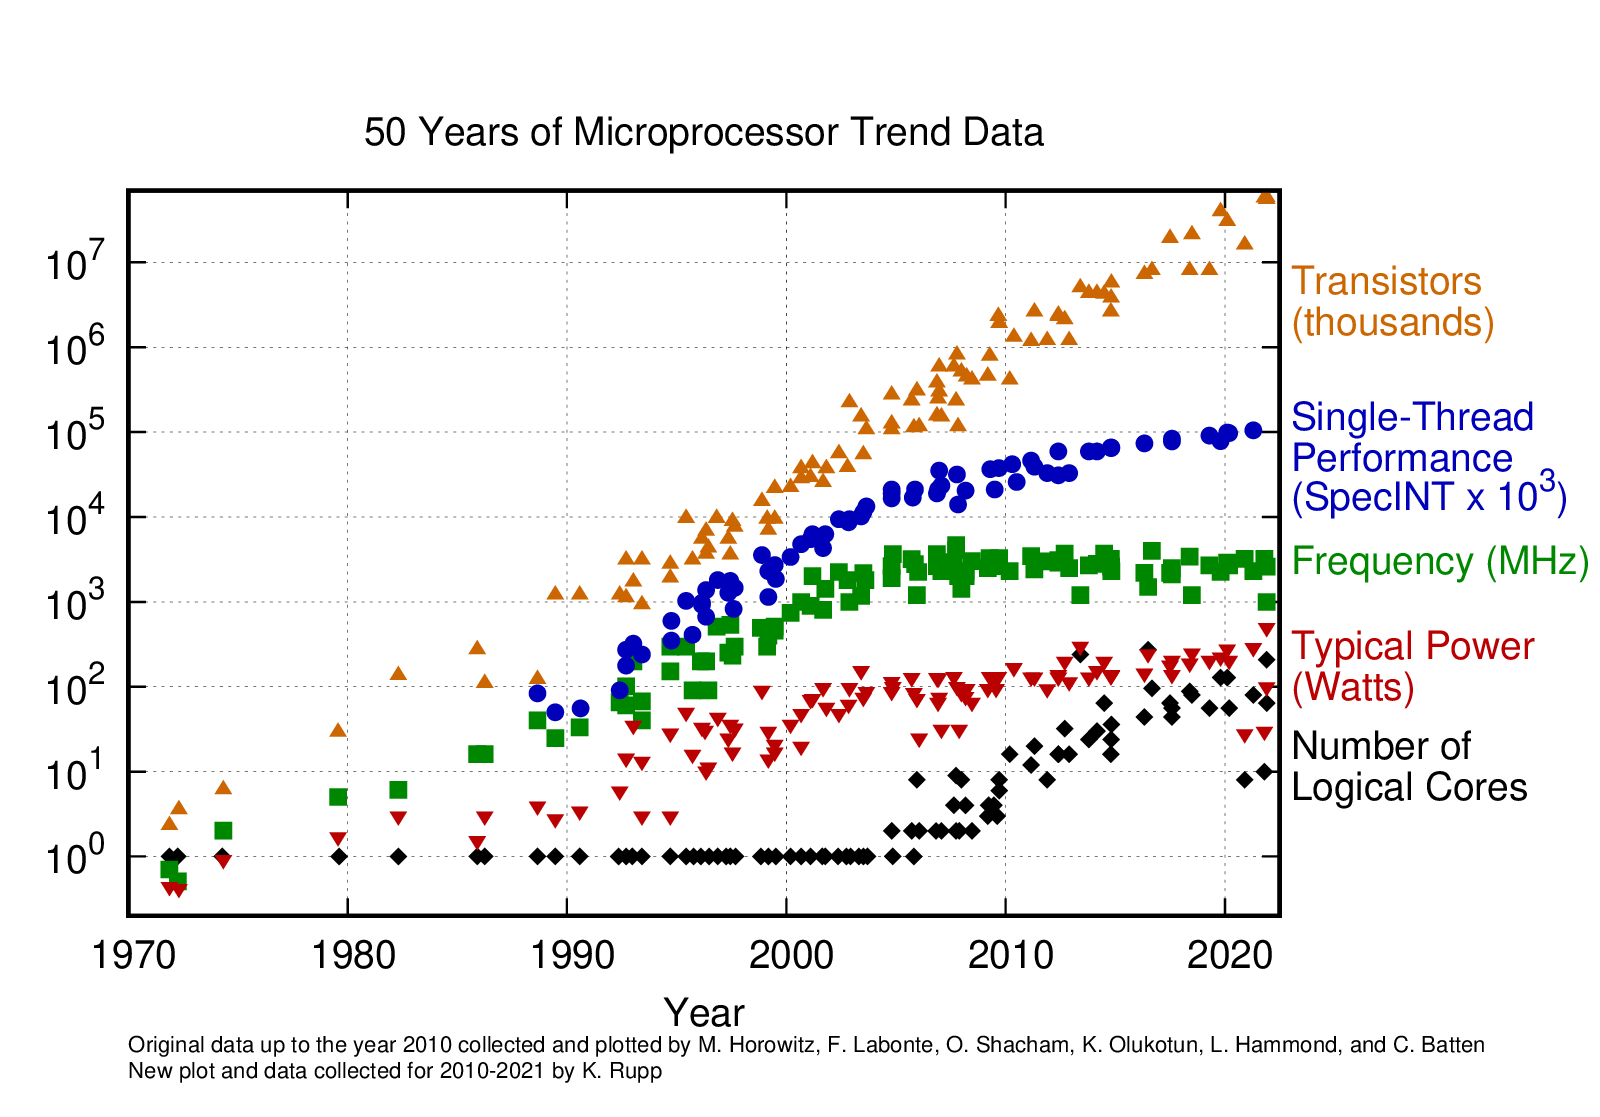 50 Years of Microprocessor Trend Data
10^7
10^6
10^5
10^4
10^3
10^2
10^1
10^0
Transistors
(thousands)
Single-Thread
Performance
(SpecINT x 10^3)
Frequency (MHz)
Typical Power
(Watts)
Number of
Logical Cores
1970 1980 1990 2000 2010 2020
Year
Original data up to the year 2010 collected and plotted by M. Horowitz, F. Labonte, O. Shacham, K. Olukotun, L. Hammond, and C. Batten
New plot and data collected for 2010-2021 by K. Rupp